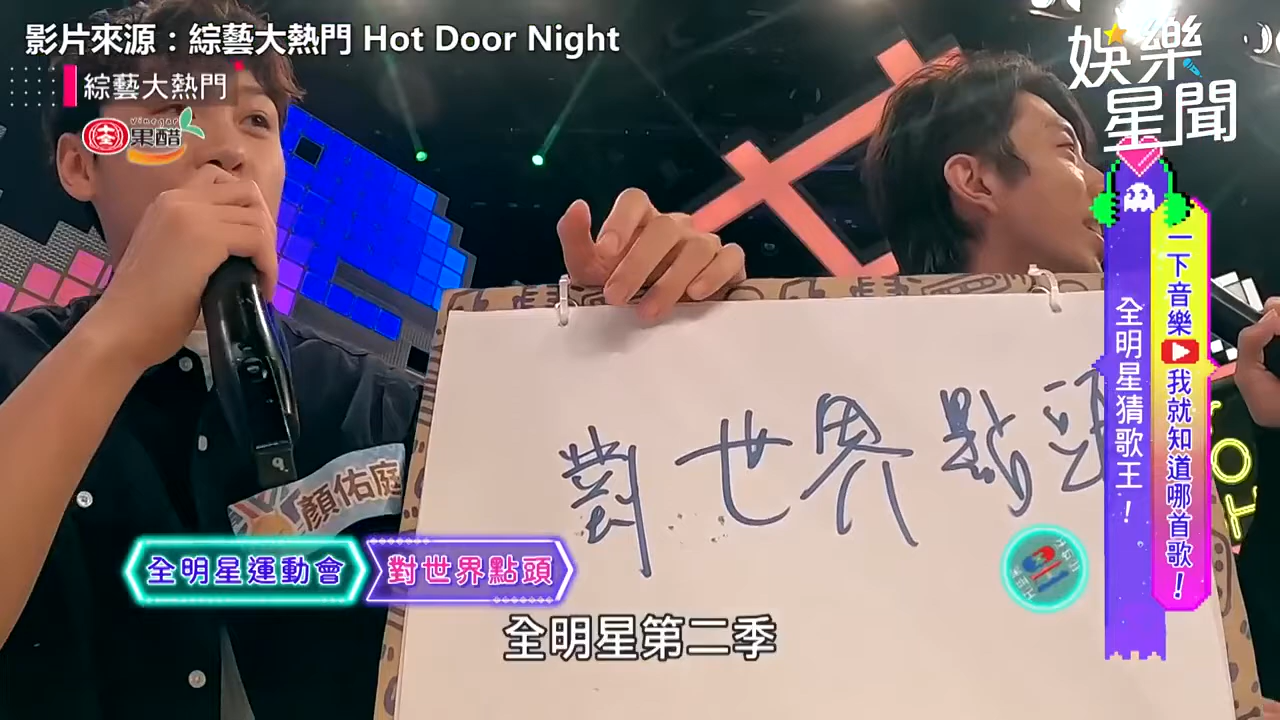 影片來源：綜藝大熱門 Hot Door Night
綜藝大熱門
vinegar
果醋
娛樂
星聞
一下音樂
我就知道哪首歌！
全明星猜歌王！
對世界點頭
顏佑庭
全明星運動會
對世界點頭
全明星第二季